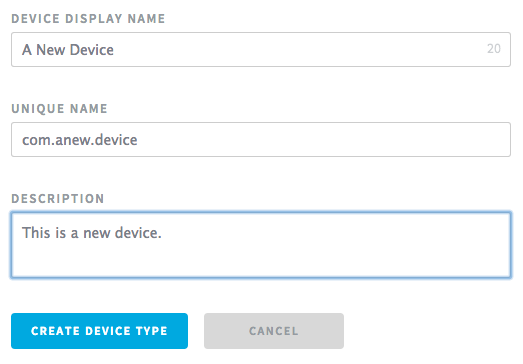 DEVICE DISPLAY NAME
A New Device 20
UNIQUE NAME
com.anew.device
DESCRIPTION
This is a new device.
CREATE DEVICE TYPE CANCEL